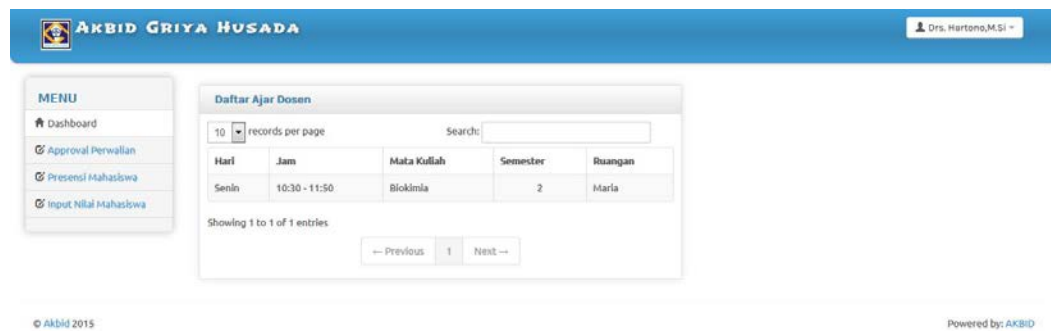 AKBID GRIYA HUSADA
Drs. Hartono,M.Si
MENU
Dashboard
Approval Perwalian
Presensi Mahasiswa
Input Nilai Mahasiswa
Daftar Ajar Dosen
10 records per page Search:
Hari Jam Mata Kuliah Semester Ruangan
Senin 10:30 - 11:50 Biokimia 2 Maria
Showing 1 to 1 of 1 entries
← Previous 1 Next →
© Akbid 2015
Powered by: AKBID